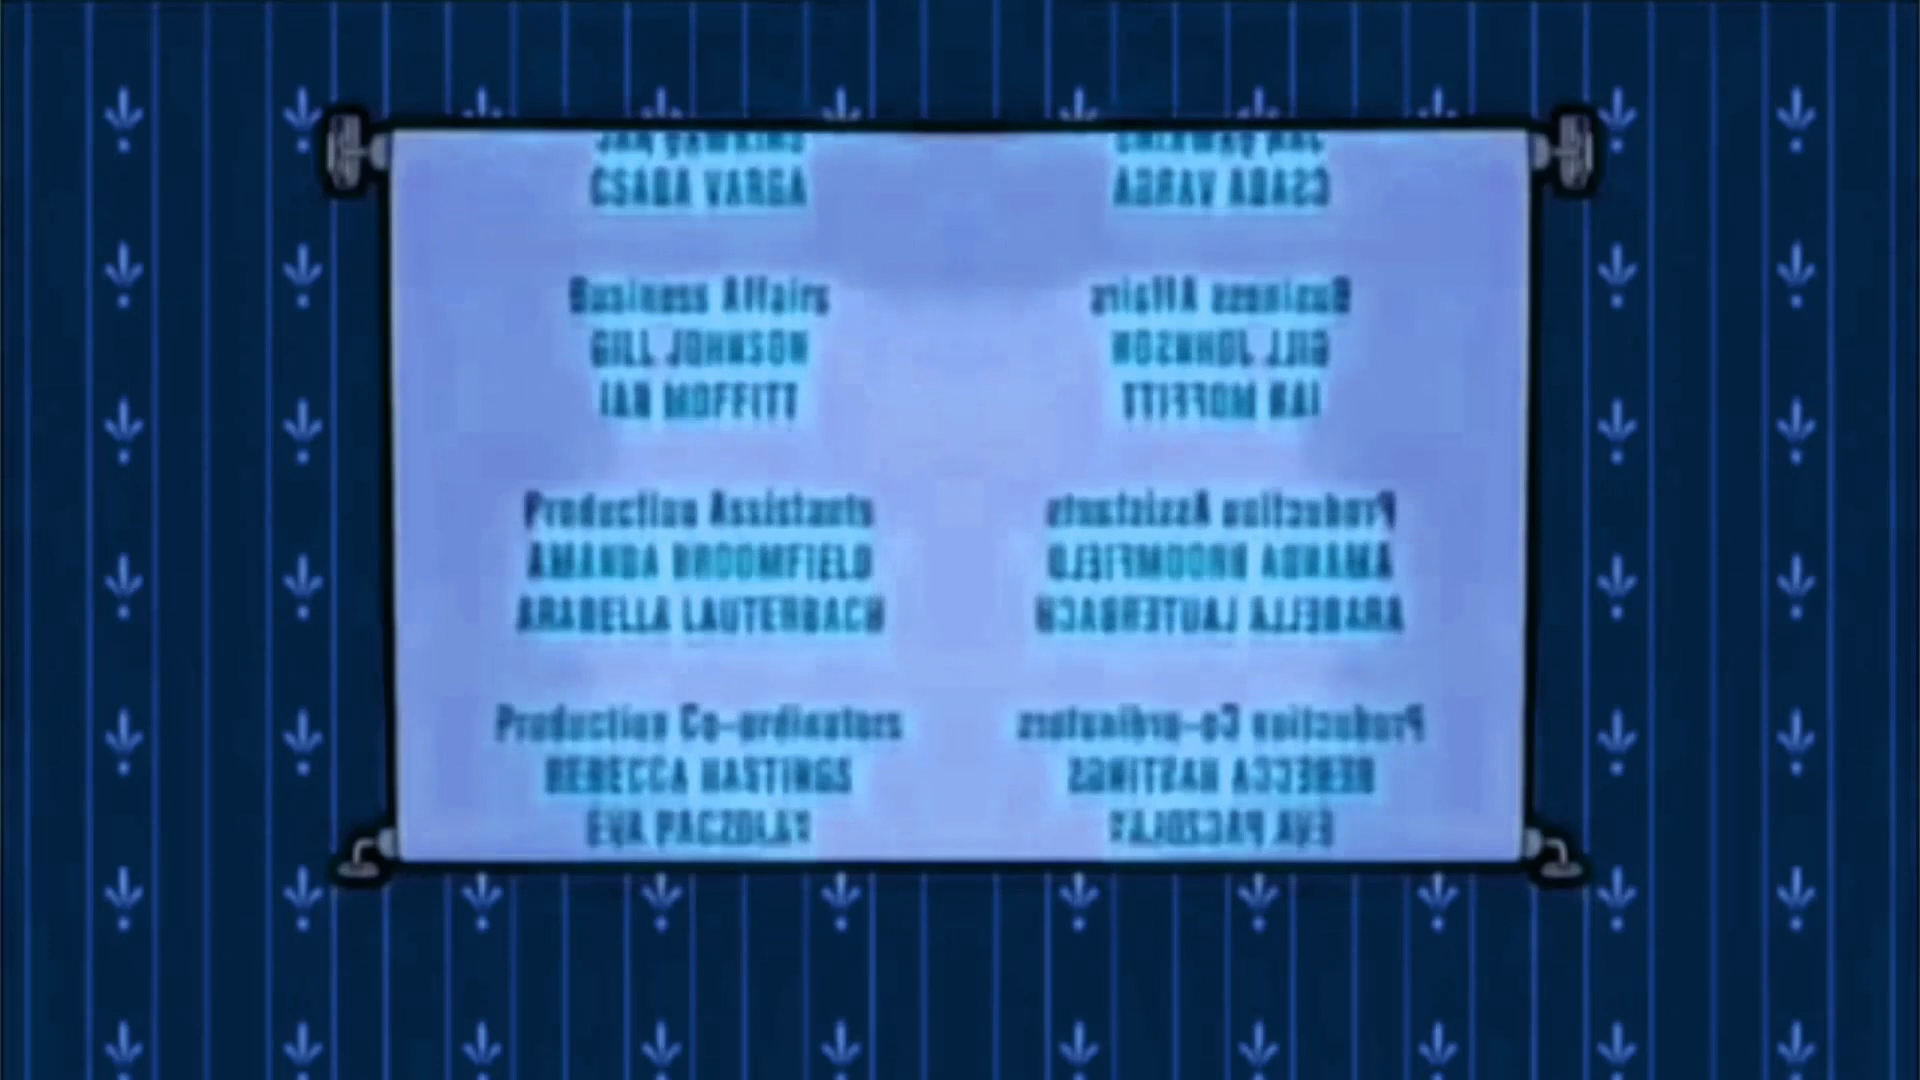 CSABA VARGA
Business Affairs
GILL JOHNSON
IAN MOFFITT
Production Assistants
AMANDA BROOMFIELD
ARABELLA LAUTERBACH
Production Co-ordinators
REBECCA HASTINGS
EVA PACZOLAY